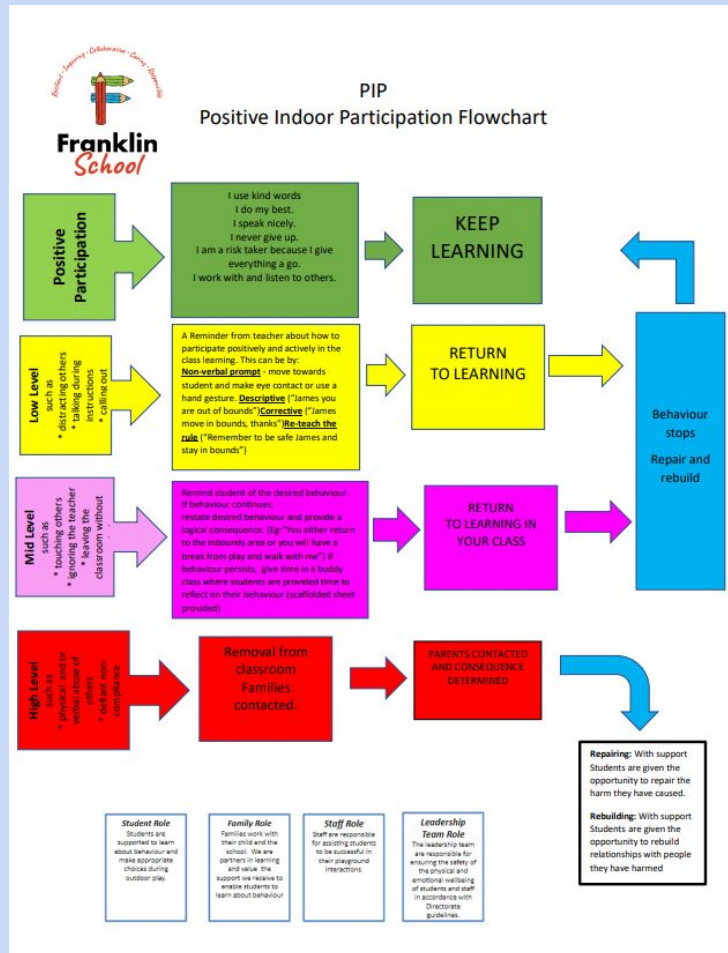 Resilient · Inquiring · Collaborative · Caring · Responsible
Franklin
School
PIP
Positive Indoor Participation Flowchart
Positive
Participation
I use kind words
I do my best.
I speak nicely.
I never give up.
I am a risk taker because I give
everything a go.
I work with and listen to others.
KEEP
LEARNING
Low Level
such as
* distracting others
* talking during
instructions
* calling out
A Reminder from teacher about how to
participate positively and actively in the
class learning. This can be by:
Non-verbal prompt - move towards
student and make eye contact or use a
hand gesture. Descriptive ("James you
are out of bounds")Corrective ("James
move in bounds, thanks")Re-teach the
rule ("Remember to be safe James and
stay in bounds")
RETURN
TO LEARNING
Behaviour
stops
Repair and
rebuild
Mid Level
such as
* touching others
* ignoring the teacher
* leaving the
classroom without
Remind student of the desired behaviour.
If behaviour continues,
restate desired behaviour and provide a
logical consequence. (Eg:"You either return
to the inbounds area or you will have a
break from play and walk with me") If
behaviour persists, give time in a buddy
class where students are provided time to
reflect on their behaviour (scaffolded sheet
provided)
RETURN
TO LEARNING IN
YOUR CLASS
High Level
such as
* physical and or
verbal abuse of
others
* defiant non-
compliance
Removal from
classroom
Families
contacted.
PARENTS CONTACTED
AND CONSEQUENCE
DETERMINED
Repairing: With support
Students are given the
opportunity to repair the
harm they have caused.
Rebuilding: With support
Students are given the
opportunity to rebuild
relationships with people
they have harmed
Student Role
Students are
supported to learn
about behaviour and
make appropriate
choices during
outdoor play.
Family Role
Families work with
their child and the
school. We are
partners in learning
and value the
support we receive to
enable students to
learn about behaviour
Staff Role
Staff are responsible
for assisting students
to be successful in
their playground
interactions.
Leadership
Team Role
The leadership team
are responsible for
ensuring the safety of
the physical and
emotional wellbeing
of students and staff
in accordance with
Directorate
guidelines.